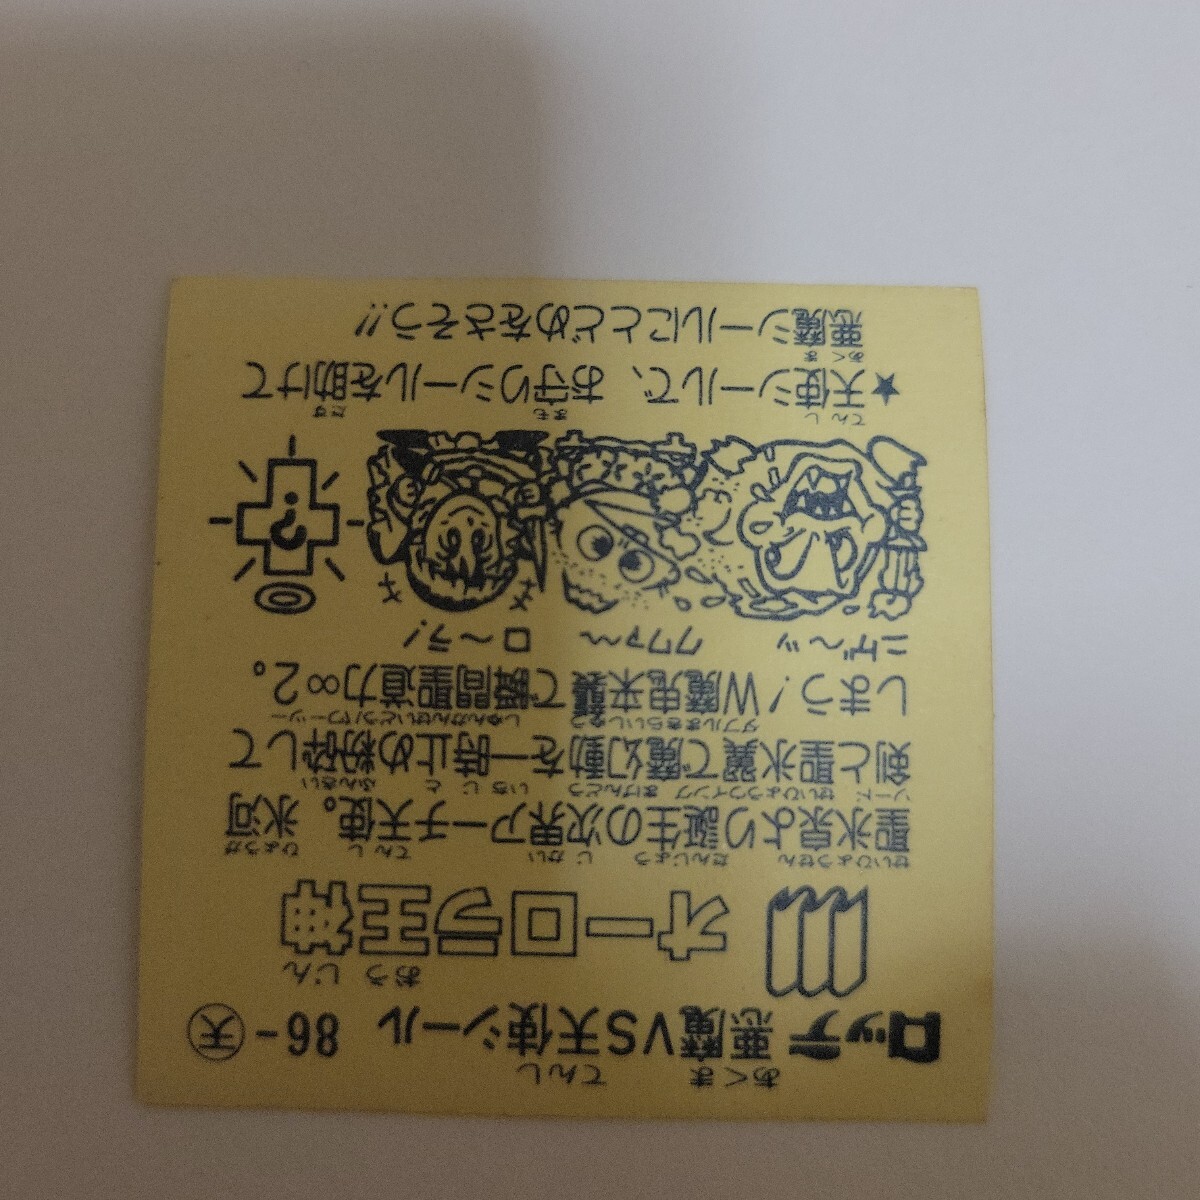 ロッテ 悪魔VS天使シール 86-天
オーロラ王神
聖氷泉より誕生の次界アーチ天使。氷河
剣と聖氷翼で魔幻動を一時止め粉砕して
しまう！W魔鬼来襲で瞬間聖道力∞2。
ニゲ〜ッ ワワァ〜 ロ〜ラ！
★天使シールで、お守りシールを助けて
悪魔シールにとどめをさそう!!